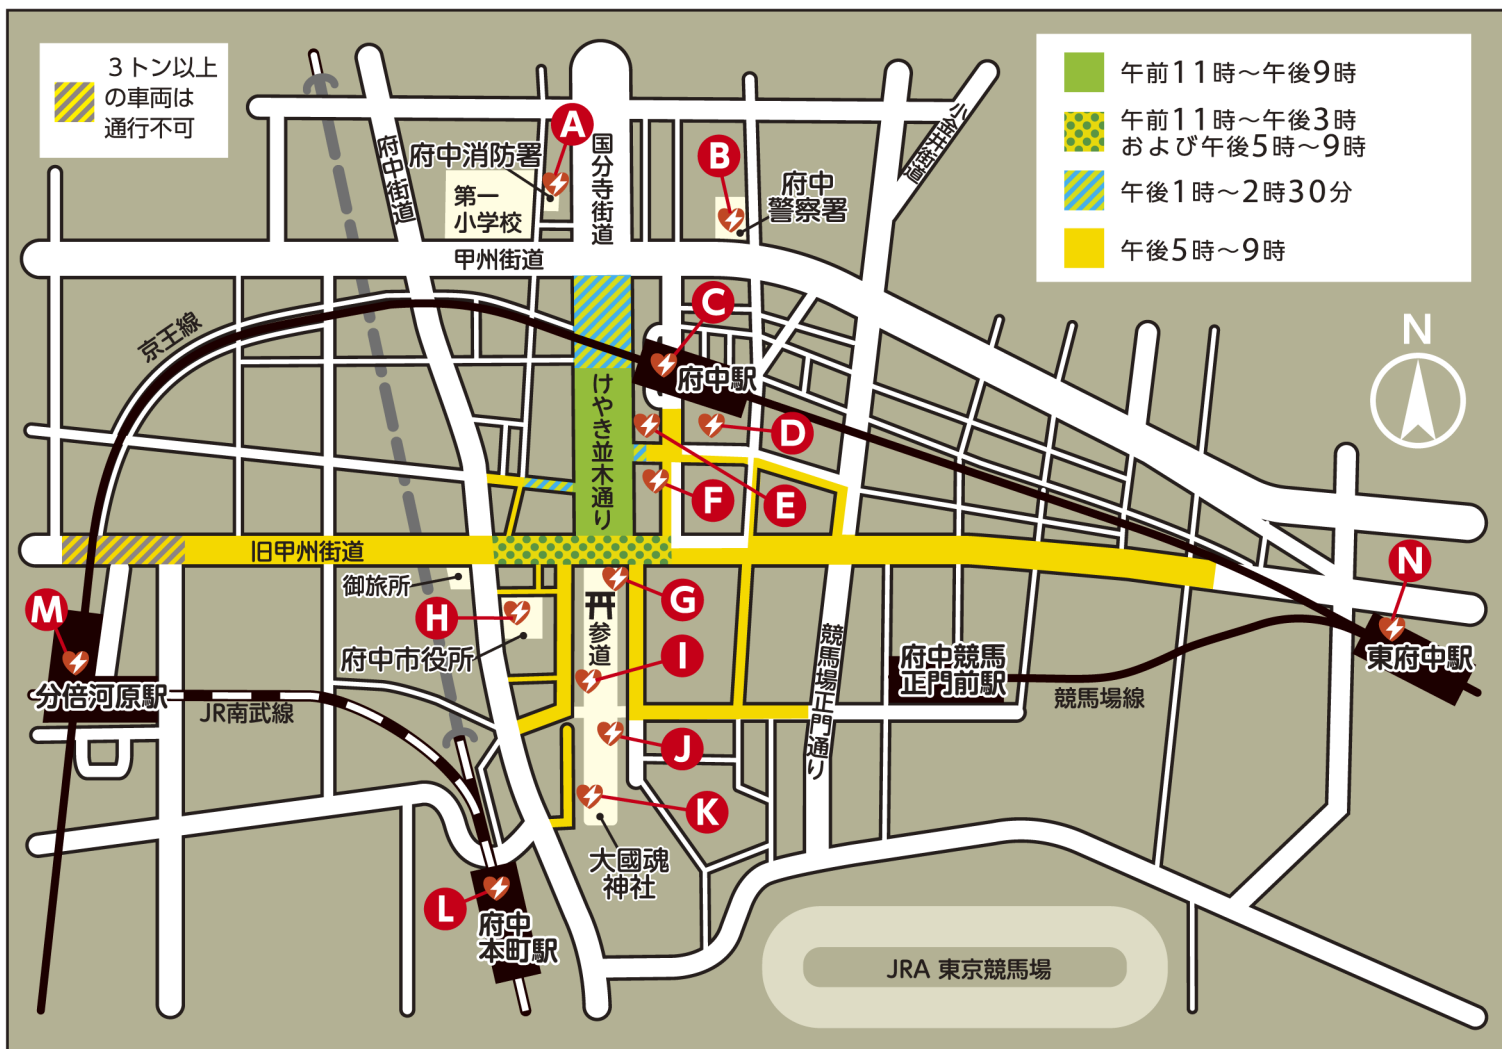 3トン以上
の車両は
通行不可
午前11時～午後9時
午前11時～午後3時
および午後5時～9時
午後1時～2時30分
午後5時～9時
N
A
B
府中消防署
第一
小学校
府中街道
国分寺街道
府中
警察署
小金井街道
甲州街道
京王線
C
府中駅
けやき並木通り
D
E
F
旧甲州街道
御旅所
G
H
府中市役所
参道
I
J
K
大國魂
神社
競馬場正門通り
府中競馬
正門前駅
競馬場線
N
東府中駅
M
分倍河原駅
JR南武線
L
府中
本町駅
JRA 東京競馬場